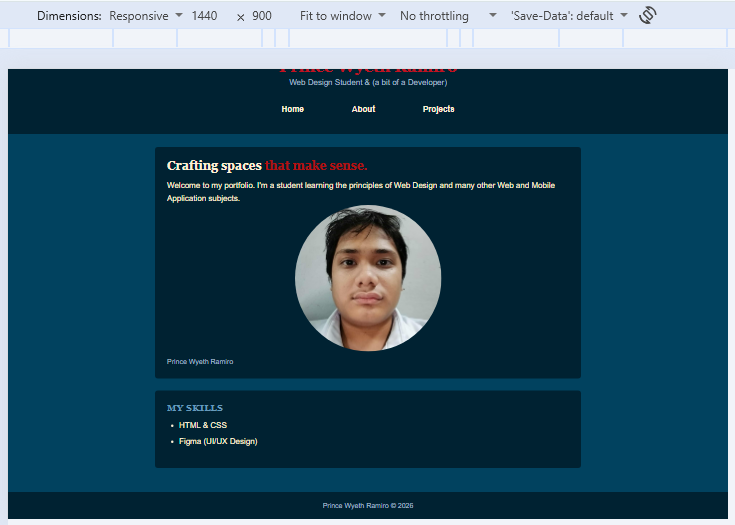 Dimensions: Responsive 1440 × 900 Fit to window No throttling 'Save-Data': default
Prince Wyeth Ramiro
Web Design Student & (a bit of a Developer)
Home About Projects
Crafting spaces that make sense.
Welcome to my portfolio. I'm a student learning the principles of Web Design and many other Web and Mobile
Application subjects.
Prince Wyeth Ramiro
MY SKILLS
• HTML & CSS
• Figma (UI/UX Design)
Prince Wyeth Ramiro © 2026